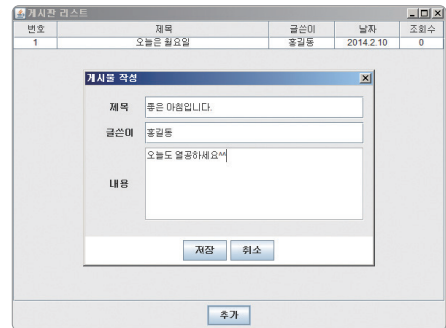 게시판 리스트
번호 제목 글쓴이 날짜 조회수
1 오늘은 월요일 홍길동 2014.2.10 0
게시물 작성
제목 좋은 아침입니다.
글쓴이 홍길동
내용 오늘도 열공하세요^^
저장 취소
추가